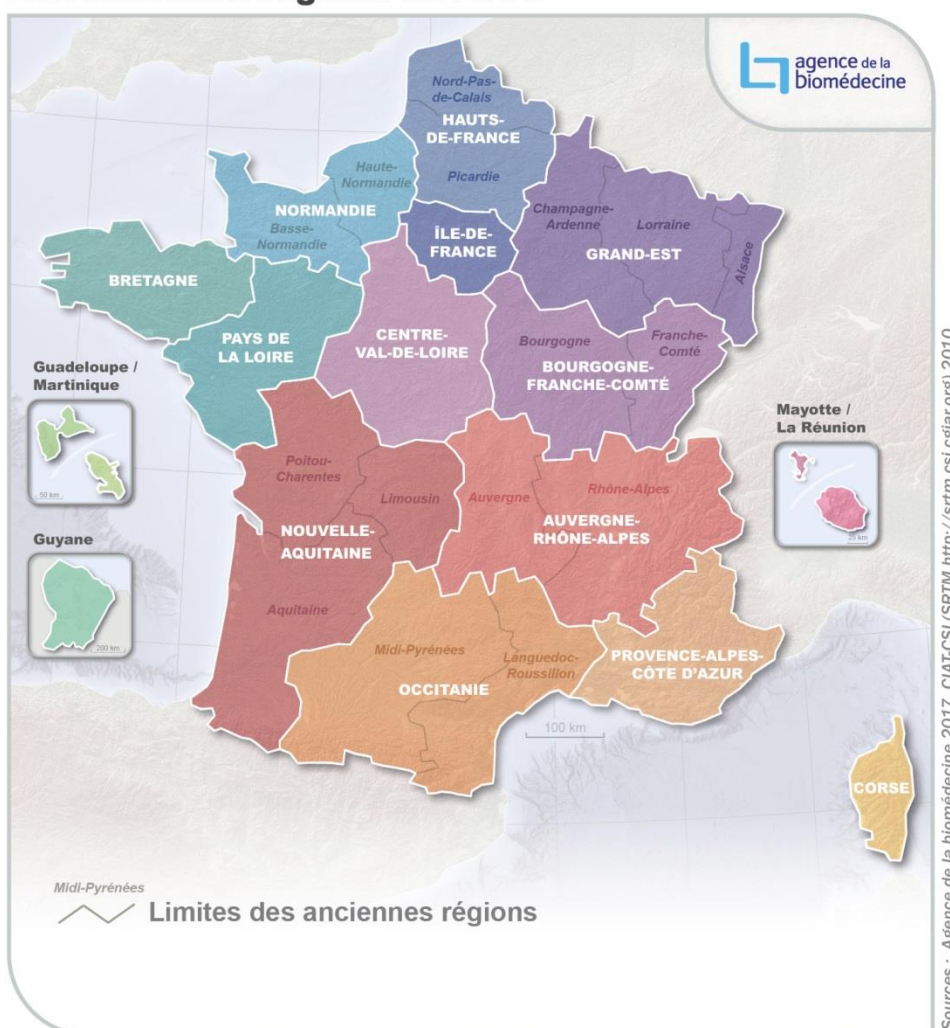 agence de la
biomédecine
Nord-Pas-
de-Calais
HAUTS-
DE-FRANCE
Picardie
Haute-
Normandie
NORMANDIE
Basse-
Normandie
ÎLE-DE-
FRANCE
Champagne-
Ardenne
Lorraine
GRAND-EST
Alsace
BRETAGNE
PAYS DE
LA LOIRE
CENTRE-
VAL-DE-LOIRE
Bourgogne
Franche-
Comté
BOURGOGNE-
FRANCHE-COMTÉ
Guadeloupe /
Martinique
50 km
Mayotte /
La Réunion
25 km
Poitou-
Charentes
Limousin
NOUVELLE-
AQUITAINE
Aquitaine
Auvergne
Rhône-Alpes
AUVERGNE-
RHÔNE-ALPES
Guyane
200 km
Midi-Pyrénées
Languedoc-
Roussillon
OCCITANIE
PROVENCE-ALPES-
CÔTE D'AZUR
100 km
CORSE
Midi-Pyrénées
Limites des anciennes régions
Sources : Agence de la biomédecine 2017, CIAT-CSI (SRTM http://srtm.csi.cgiar.org) 2010